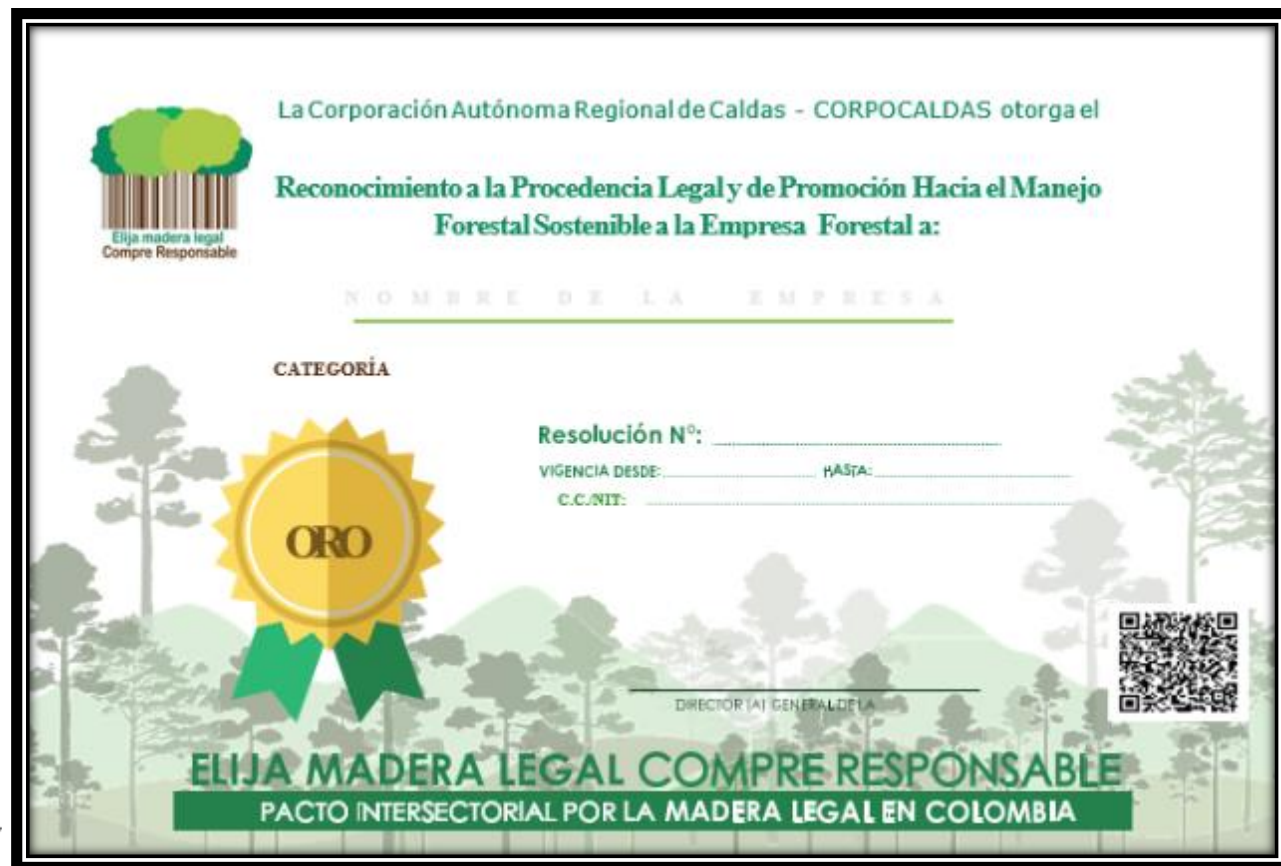 La Corporación Autónoma Regional de Caldas - CORPOCALDAS otorga el
Reconocimiento a la Procedencia Legal y de Promoción Hacia el Manejo
Forestal Sostenible a la Empresa Forestal a:
Elija madera legal
Compre Responsable
NOMBRE DE LA EMPRESA
CATEGORÍA
ORO
Resolución N°:
VIGENCIA DESDE: HASTA:
C.C./NIT:
DIRECTOR (A) GENERAL DE LA
ELIJA MADERA LEGAL COMPRE RESPONSABLE
PACTO INTERSECTORIAL POR LA MADERA LEGAL EN COLOMBIA